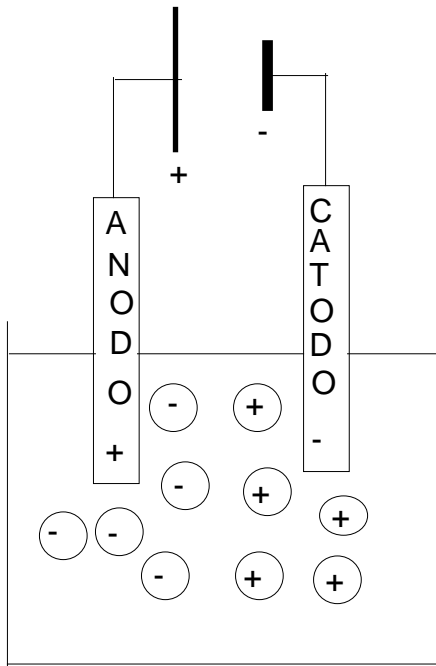 + -
ANODO +
CATODO -
- +
- +
+
- -
- + +